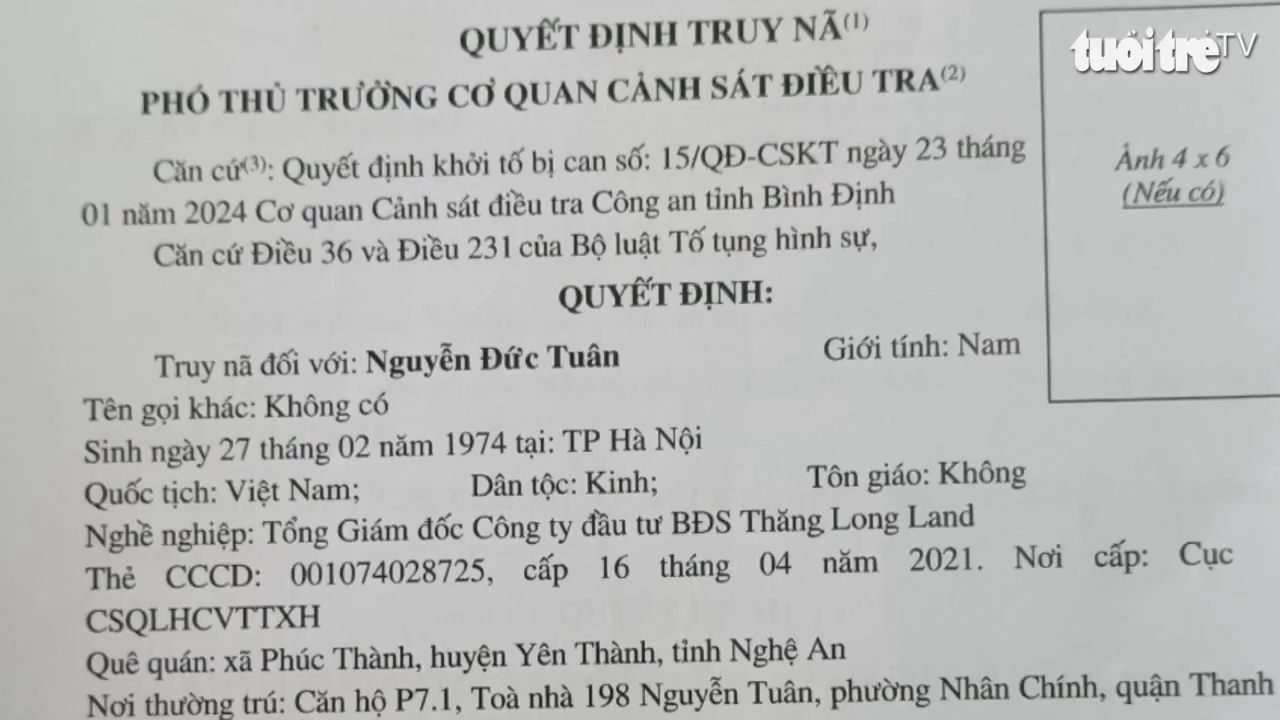 QUYẾT ĐỊNH TRUY NÃ(1)
tuổi trẻ TV
PHÓ THỦ TRƯỞNG CƠ QUAN CẢNH SÁT ĐIỀU TRA(2)
Căn cứ(3): Quyết định khởi tố bị can số: 15/QĐ-CSKT ngày 23 tháng
01 năm 2024 Cơ quan Cảnh sát điều tra Công an tỉnh Bình Định
Căn cứ Điều 36 và Điều 231 của Bộ luật Tố tụng hình sự,
Ảnh 4 x 6
(Nếu có)
QUYẾT ĐỊNH:
Truy nã đối với: Nguyễn Đức Tuân Giới tính: Nam
Tên gọi khác: Không có
Sinh ngày 27 tháng 02 năm 1974 tại: TP Hà Nội
Quốc tịch: Việt Nam; Dân tộc: Kinh; Tôn giáo: Không
Nghề nghiệp: Tổng Giám đốc Công ty đầu tư BĐS Thăng Long Land
Thẻ CCCD: 001074028725, cấp 16 tháng 04 năm 2021. Nơi cấp: Cục
CSQLHCVTTXH
Quê quán: xã Phúc Thành, huyện Yên Thành, tỉnh Nghệ An
Nơi thường trú: Căn hộ P7.1, Toà nhà 198 Nguyễn Tuân, phường Nhân Chính, quận Thanh